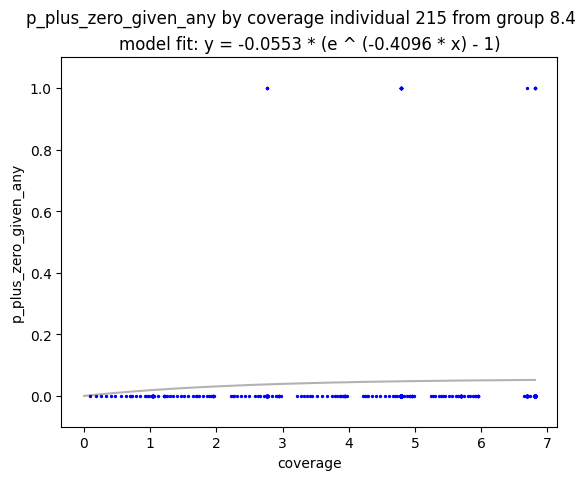 p_plus_zero_given_any by coverage individual 215 from group 8.4
model fit: y = -0.0553 * (e ^ (-0.4096 * x) - 1)
1.0
0.8
0.6
0.4
0.2
0.0
p_plus_zero_given_any
0 1 2 3 4 5 6 7
coverage